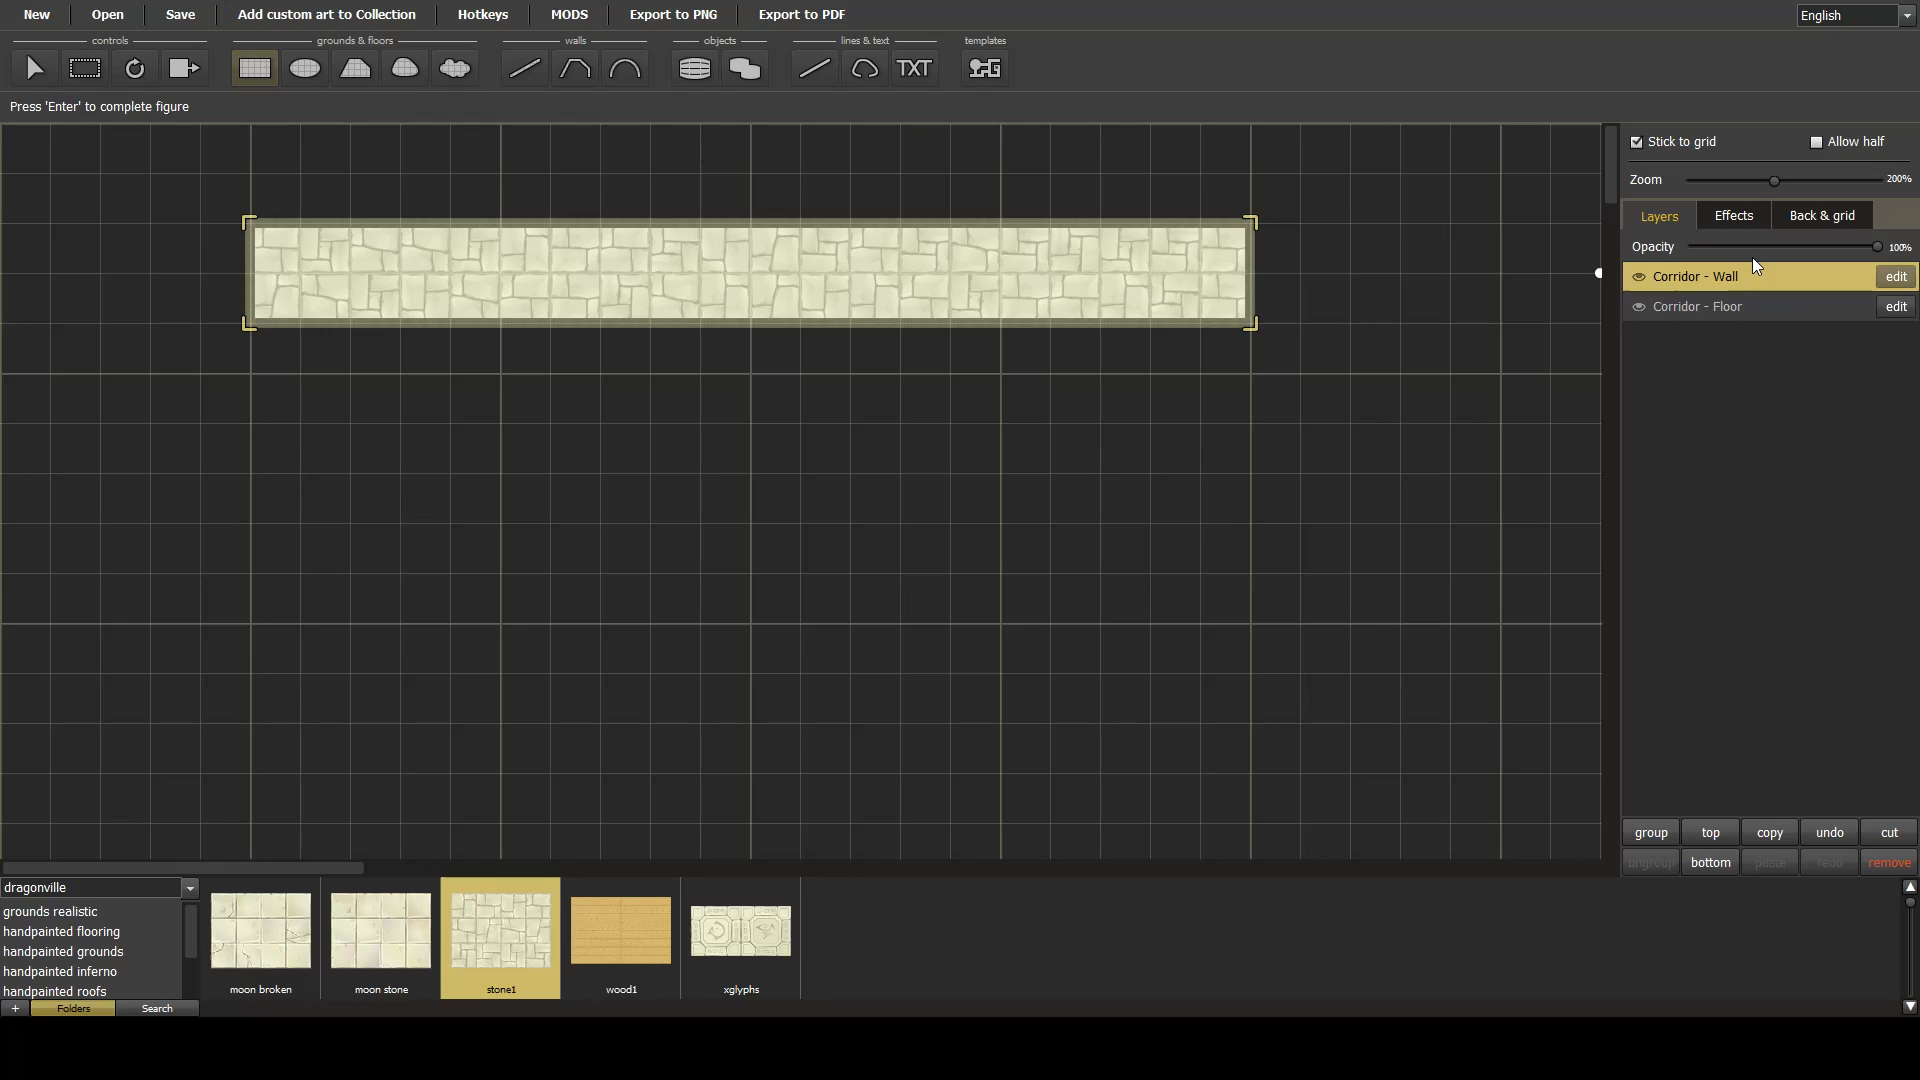 New Open Save Add custom art to Collection Hotkeys MODS Export to PNG Export to PDF English
controls grounds & floors walls objects lines & text templates
TXT
Press 'Enter' to complete figure
Stick to grid Allow half
Zoom 200%
Layers Effects Back & grid
Opacity 100%
Corridor - Wall edit
Corridor - Floor edit
group top copy undo cut
ungroup bottom paste redo remove
dragonville
grounds realistic
handpainted flooring
handpainted grounds
handpainted inferno
handpainted roofs
moon broken moon stone stone1 wood1 xglyphs
+ Folders Search